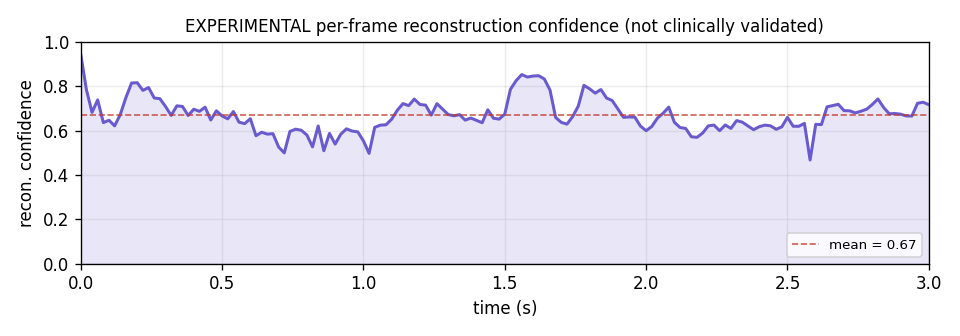 EXPERIMENTAL per-frame reconstruction confidence (not clinically validated)
recon. confidence
1.0
0.8
0.6
0.4
0.2
0.0
mean = 0.67
0.0 0.5 1.0 1.5 2.0 2.5 3.0
time (s)